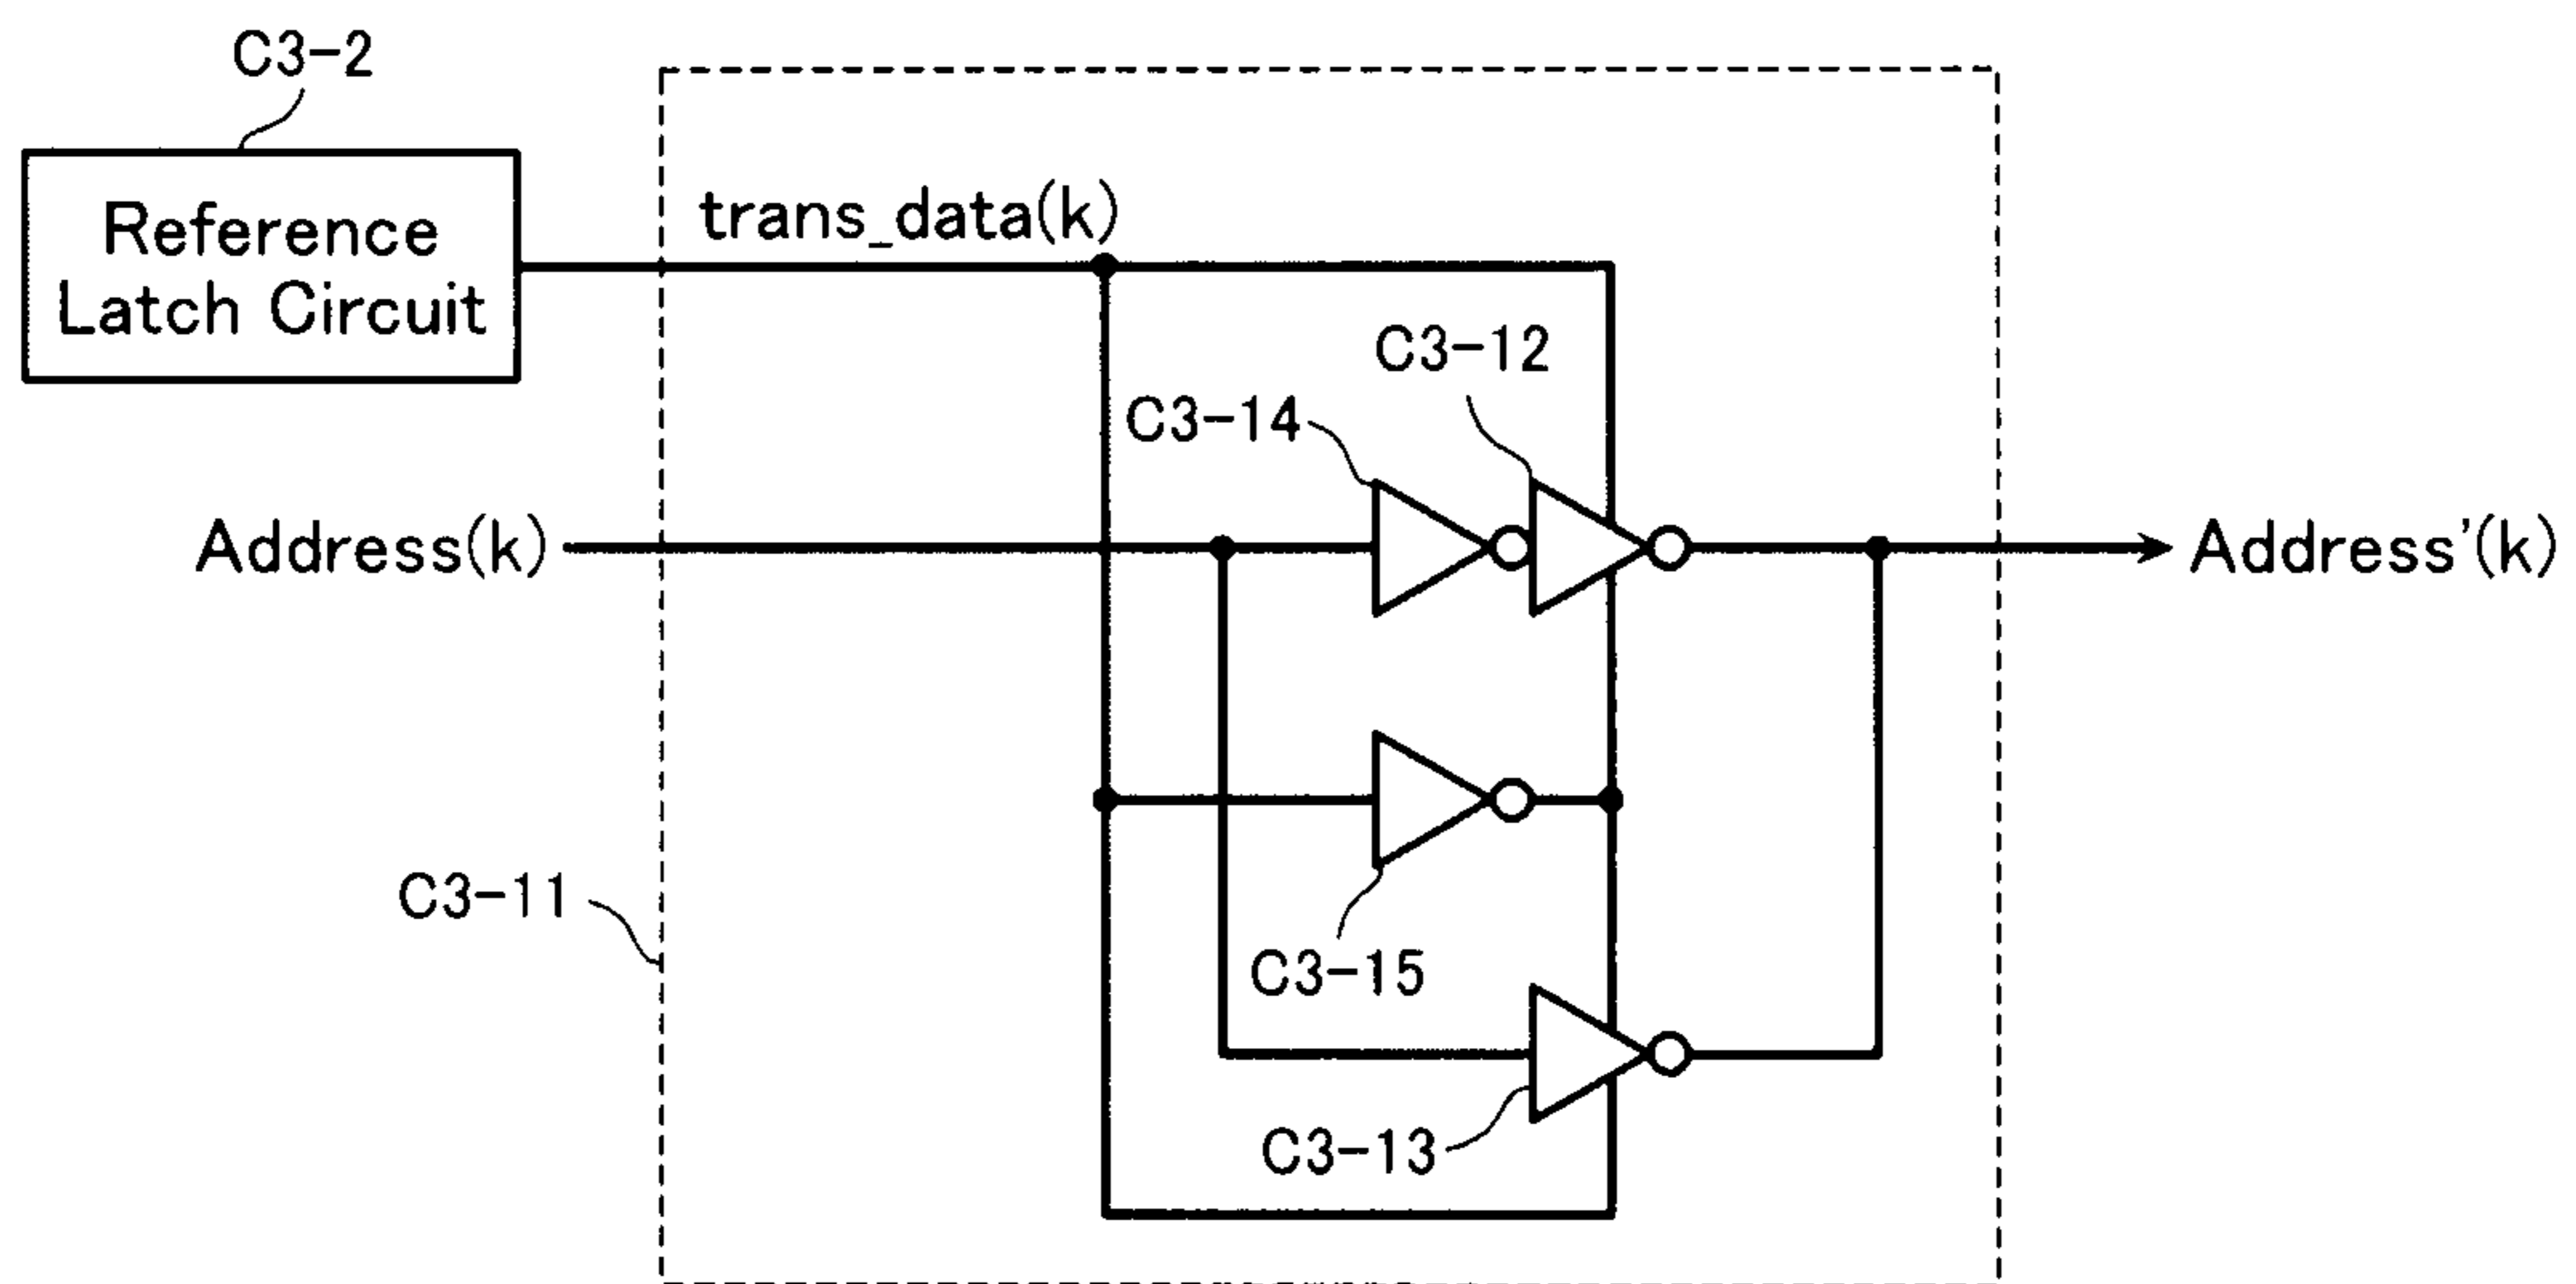 C3-2
Reference
Latch Circuit
trans_data(k)
C3-12
C3-14
Address(k)
Address'(k)
C3-11
C3-15
C3-13